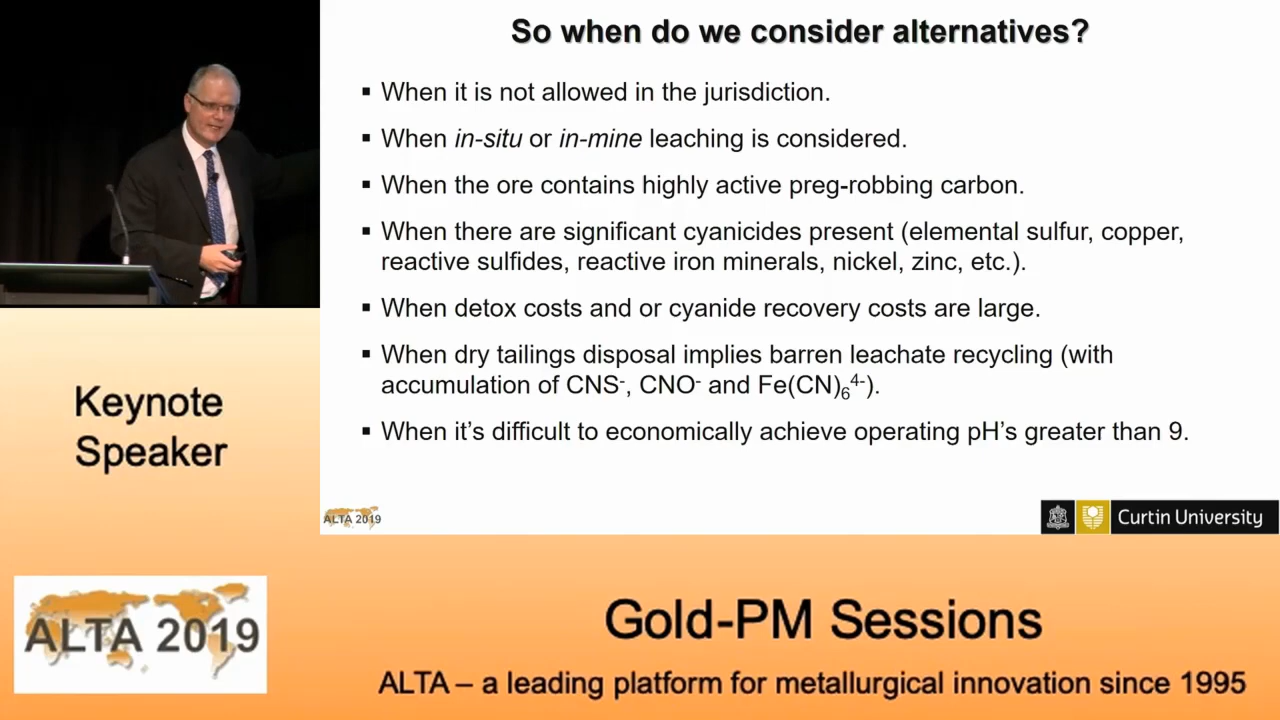 So when do we consider alternatives?
▪ When it is not allowed in the jurisdiction.
▪ When in-situ or in-mine leaching is considered.
▪ When the ore contains highly active preg-robbing carbon.
▪ When there are significant cyanicides present (elemental sulfur, copper,
reactive sulfides, reactive iron minerals, nickel, zinc, etc.).
▪ When detox costs and or cyanide recovery costs are large.
▪ When dry tailings disposal implies barren leachate recycling (with
accumulation of CNS⁻, CNO⁻ and Fe(CN)₆⁴⁻).
▪ When it’s difficult to economically achieve operating pH’s greater than 9.
ALTA 2019
Curtin University
Keynote
Speaker
ALTA 2019
Gold-PM Sessions
ALTA – a leading platform for metallurgical innovation since 1995